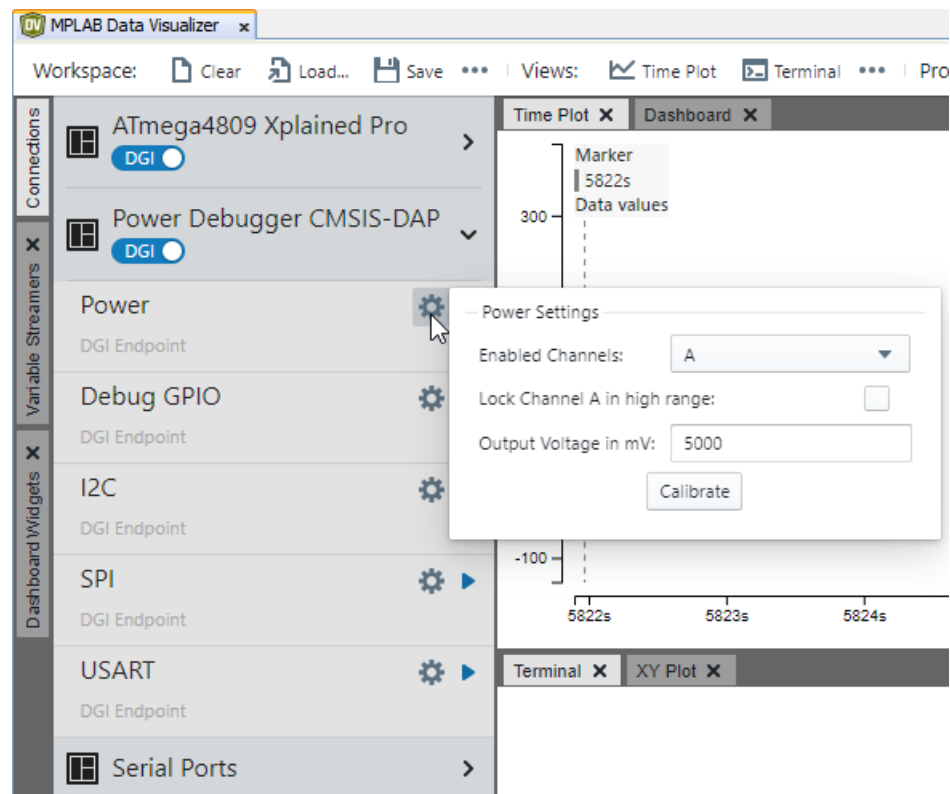 DV MPLAB Data Visualizer x
Workspace: Clear Load... Save ••• Views: Time Plot Terminal •••
Connections
Variable Streamers
Dashboard Widgets
ATmega4809 Xplained Pro
DGI
Power Debugger CMSIS-DAP
DGI
Power
DGI Endpoint
Debug GPIO
DGI Endpoint
I2C
DGI Endpoint
SPI
DGI Endpoint
USART
DGI Endpoint
Serial Ports
Time Plot Dashboard
Marker
5822s
Data values
300
Power Settings
Enabled Channels: A
Lock Channel A in high range:
Output Voltage in mV: 5000
Calibrate
-100
5822s 5823s 5824s
Terminal XY Plot